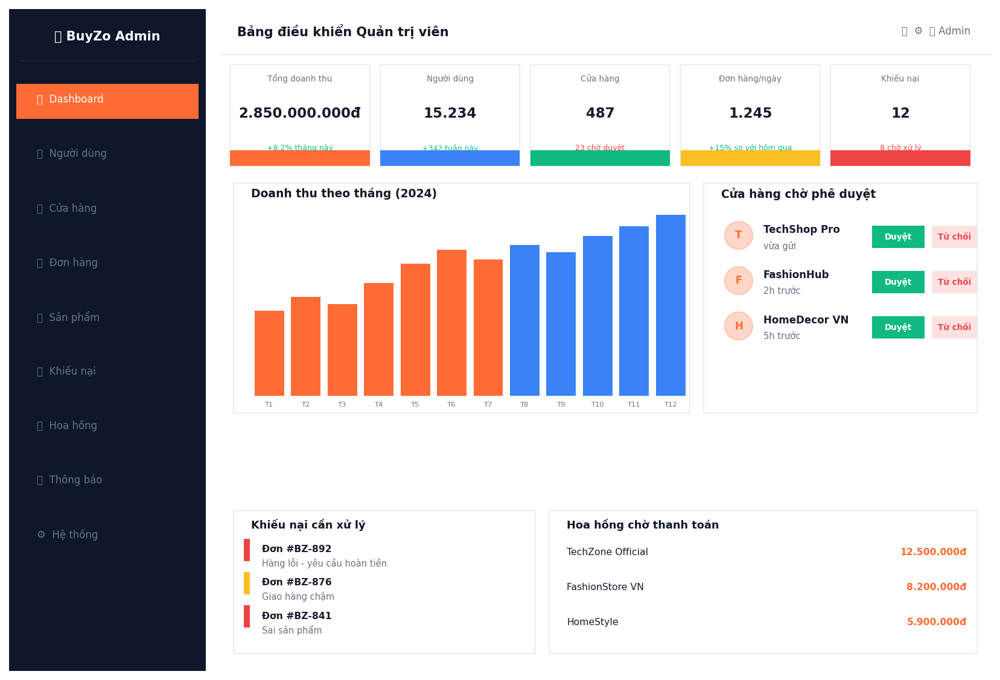 BuyZo Admin
Dashboard
Người dùng
Cửa hàng
Đơn hàng
Sản phẩm
Khiếu nại
Hoa hồng
Thông báo
⚙ Hệ thống
Bảng điều khiển Quản trị viên
⚙ Admin
Tổng doanh thu
2.850.000.000đ
+8.2% tháng này
Người dùng
15.234
+342 tuần này
Cửa hàng
487
23 chờ duyệt
Đơn hàng/ngày
1.245
+15% so với hôm qua
Khiếu nại
12
8 chờ xử lý
Doanh thu theo tháng (2024)
T1 T2 T3 T4 T5 T6 T7 T8 T9 T10 T11 T12
Cửa hàng chờ phê duyệt
T TechShop Pro Duyệt Từ chối
vừa gửi
F FashionHub Duyệt Từ chối
2h trước
H HomeDecor VN Duyệt Từ chối
5h trước
Khiếu nại cần xử lý
Đơn #BZ-892
Hàng lỗi - yêu cầu hoàn tiền
Đơn #BZ-876
Giao hàng chậm
Đơn #BZ-841
Sai sản phẩm
Hoa hồng chờ thanh toán
TechZone Official 12.500.000đ
FashionStore VN 8.200.000đ
HomeStyle 5.900.000đ